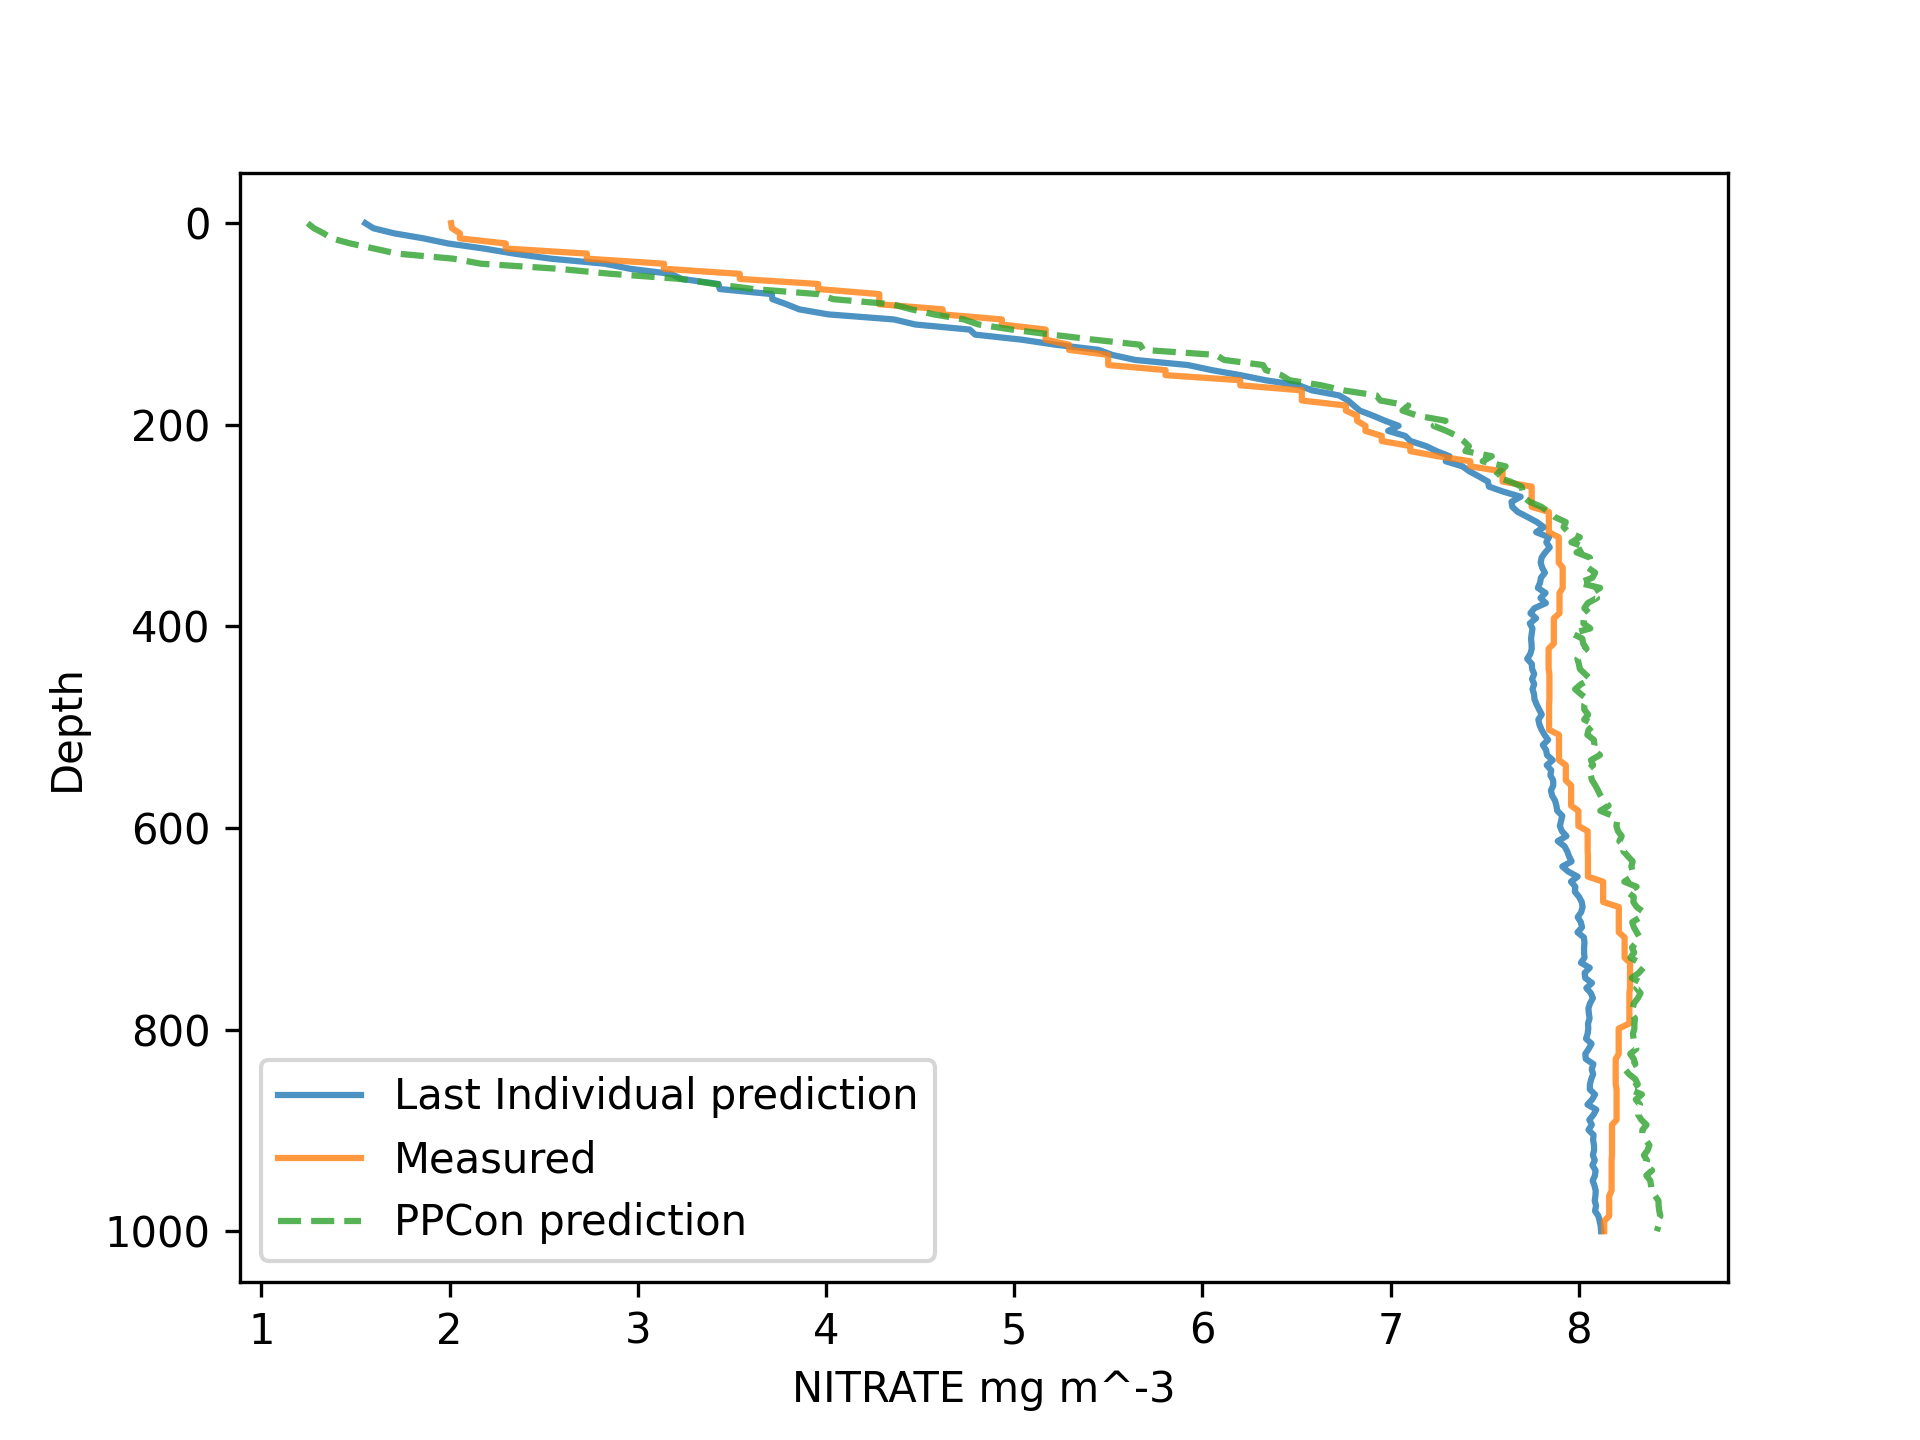 0
200
400
600
800
1000
Depth
Last Individual prediction
Measured
PPCon prediction
1 2 3 4 5 6 7 8
NITRATE mg m^-3